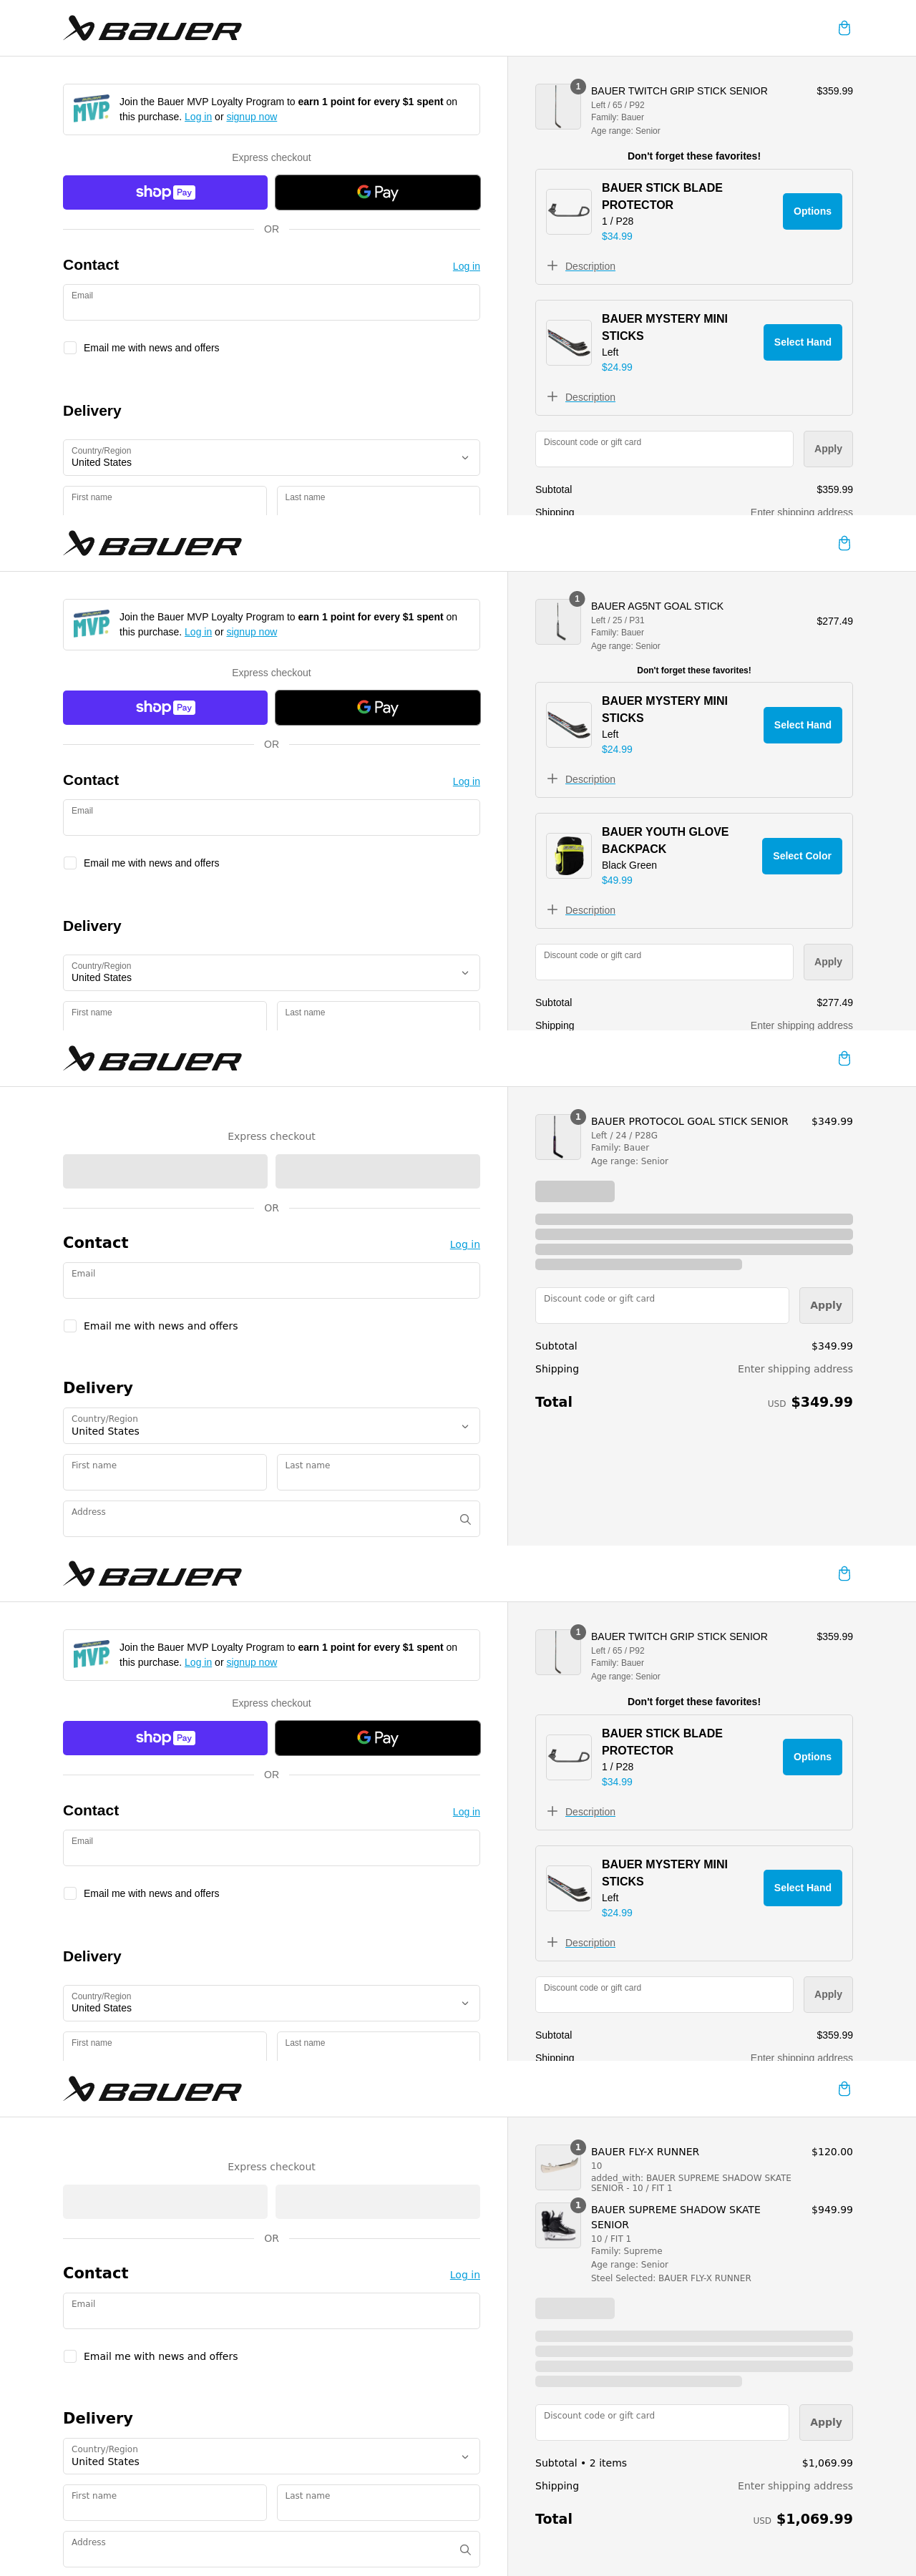 BAUER
MVP
Join the Bauer MVP Loyalty Program to earn 1 point for every $1 spent on
this purchase. Log in or signup now
Express checkout
shop Pay
G Pay
OR
Contact
Log in
Email
Email me with news and offers
Delivery
Country/Region
United States
First name
Last name
1
BAUER TWITCH GRIP STICK SENIOR
$359.99
Left / 65 / P92
Family: Bauer
Age range: Senior
Don't forget these favorites!
BAUER STICK BLADE
PROTECTOR
1 / P28
$34.99
Options
Description
BAUER MYSTERY MINI
STICKS
Left
$24.99
Select Hand
Description
Discount code or gift card
Apply
Subtotal
$359.99
Shipping
Enter shipping address
BAUER
MVP
Join the Bauer MVP Loyalty Program to earn 1 point for every $1 spent on
this purchase. Log in or signup now
Express checkout
shop Pay
G Pay
OR
Contact
Log in
Email
Email me with news and offers
Delivery
Country/Region
United States
First name
Last name
1
BAUER AG5NT GOAL STICK
$277.49
Left / 25 / P31
Family: Bauer
Age range: Senior
Don't forget these favorites!
BAUER MYSTERY MINI
STICKS
Left
$24.99
Select Hand
Description
BAUER YOUTH GLOVE
BACKPACK
Black Green
$49.99
Select Color
Description
Discount code or gift card
Apply
Subtotal
$277.49
Shipping
Enter shipping address
BAUER
Express checkout
OR
Contact
Log in
Email
Email me with news and offers
Delivery
Country/Region
United States
First name
Last name
Address
1
BAUER PROTOCOL GOAL STICK SENIOR
$349.99
Left / 24 / P28G
Family: Bauer
Age range: Senior
Discount code or gift card
Apply
Subtotal
$349.99
Shipping
Enter shipping address
Total
USD $349.99
BAUER
MVP
Join the Bauer MVP Loyalty Program to earn 1 point for every $1 spent on
this purchase. Log in or signup now
Express checkout
shop Pay
G Pay
OR
Contact
Log in
Email
Email me with news and offers
Delivery
Country/Region
United States
First name
Last name
1
BAUER TWITCH GRIP STICK SENIOR
$359.99
Left / 65 / P92
Family: Bauer
Age range: Senior
Don't forget these favorites!
BAUER STICK BLADE
PROTECTOR
1 / P28
$34.99
Options
Description
BAUER MYSTERY MINI
STICKS
Left
$24.99
Select Hand
Description
Discount code or gift card
Apply
Subtotal
$359.99
Shipping
Enter shipping address
BAUER
Express checkout
OR
Contact
Log in
Email
Email me with news and offers
Delivery
Country/Region
United States
First name
Last name
Address
1
BAUER FLY-X RUNNER
$120.00
10
added_with: BAUER SUPREME SHADOW SKATE
SENIOR - 10 / FIT 1
1
BAUER SUPREME SHADOW SKATE
SENIOR
$949.99
10 / FIT 1
Family: Supreme
Age range: Senior
Steel Selected: BAUER FLY-X RUNNER
Discount code or gift card
Apply
Subtotal • 2 items
$1,069.99
Shipping
Enter shipping address
Total
USD $1,069.99